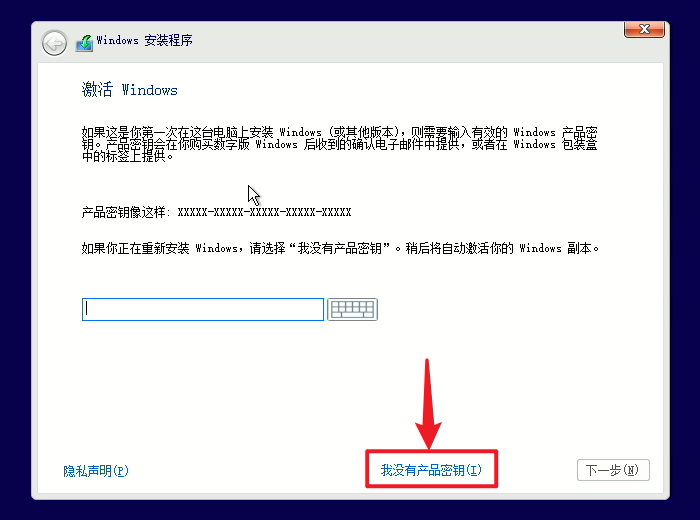 Windows 安装程序
激活 Windows
如果这是你第一次在这台电脑上安装 Windows (或其他版本)，则需要输入有效的 Windows 产品密
钥。产品密钥会在你购买数字版 Windows 后收到的确认电子邮件中提供，或者在 Windows 包装盒
中的标签上提供。
产品密钥像这样: XXXXX-XXXXX-XXXXX-XXXXX-XXXXX
如果你正在重新安装 Windows，请选择“我没有产品密钥”。稍后将自动激活你的 Windows 副本。
隐私声明(P)
我没有产品密钥(I)
下一步(N)